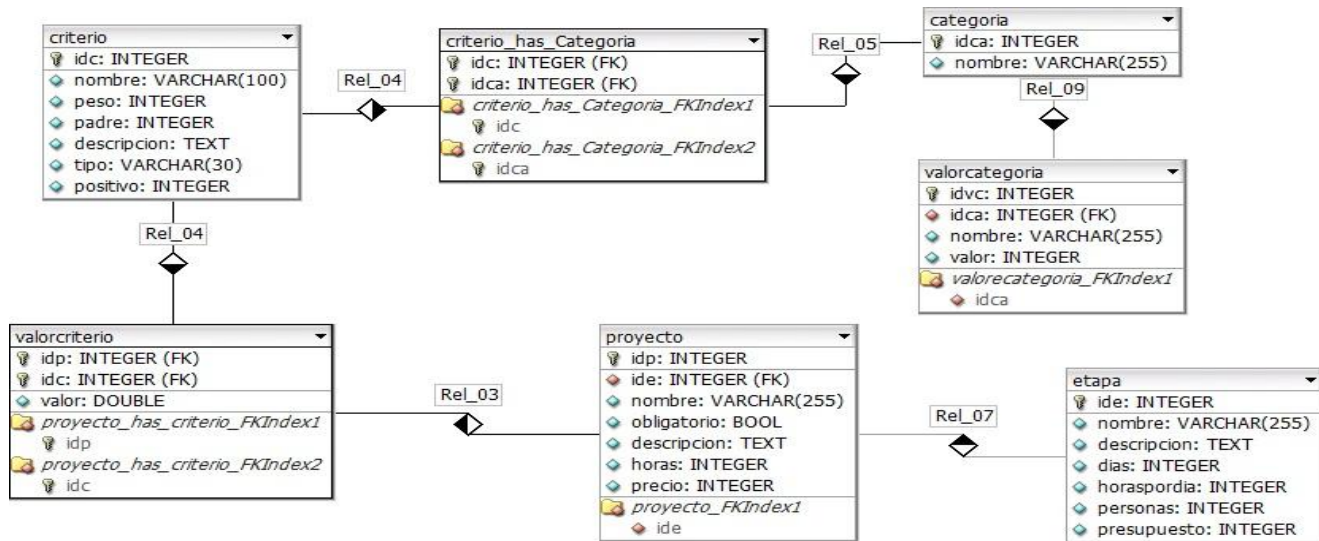 criterio
idc: INTEGER
nombre: VARCHAR(100)
peso: INTEGER
padre: INTEGER
descripcion: TEXT
tipo: VARCHAR(30)
positivo: INTEGER
Rel_04
criterio_has_Categoria
idc: INTEGER (FK)
idca: INTEGER (FK)
criterio_has_Categoria_FKIndex1
idc
criterio_has_Categoria_FKIndex2
idca
Rel_05
categoria
idca: INTEGER
nombre: VARCHAR(255)
Rel_09
valorcategoria
idvc: INTEGER
idca: INTEGER (FK)
nombre: VARCHAR(255)
valor: INTEGER
valorecategoria_FKIndex1
idca
Rel_04
valorcriterio
idp: INTEGER (FK)
idc: INTEGER (FK)
valor: DOUBLE
proyecto_has_criterio_FKIndex1
idp
proyecto_has_criterio_FKIndex2
idc
Rel_03
proyecto
idp: INTEGER
ide: INTEGER (FK)
nombre: VARCHAR(255)
obligatorio: BOOL
descripcion: TEXT
horas: INTEGER
precio: INTEGER
proyecto_FKIndex1
ide
Rel_07
etapa
ide: INTEGER
nombre: VARCHAR(255)
descripcion: TEXT
dias: INTEGER
horaspordia: INTEGER
personas: INTEGER
presupuesto: INTEGER